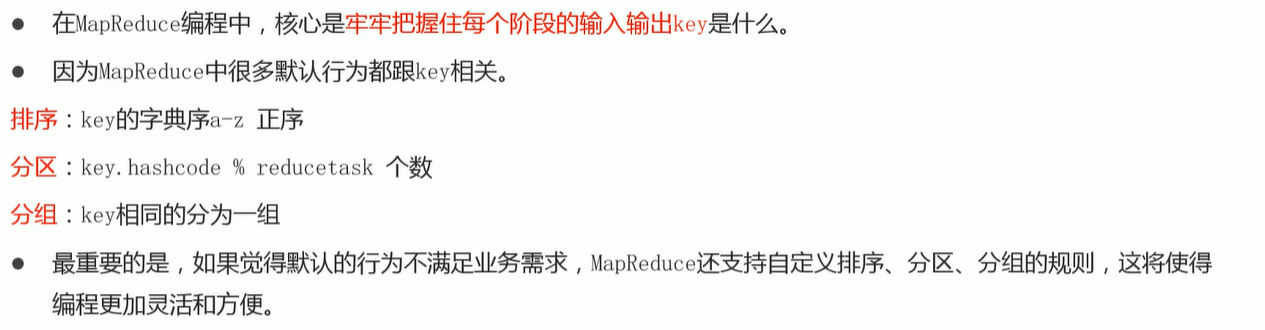 ● 在MapReduce编程中，核心是牢牢把握住每个阶段的输入输出key是什么。
● 因为MapReduce中很多默认行为都跟key相关。
排序：key的字典序a-z 正序
分区：key.hashcode % reducetask 个数
分组：key相同的分为一组
● 最重要的是，如果觉得默认的行为不满足业务需求，MapReduce还支持自定义排序、分区、分组的规则，这将使得
编程更加灵活和方便。